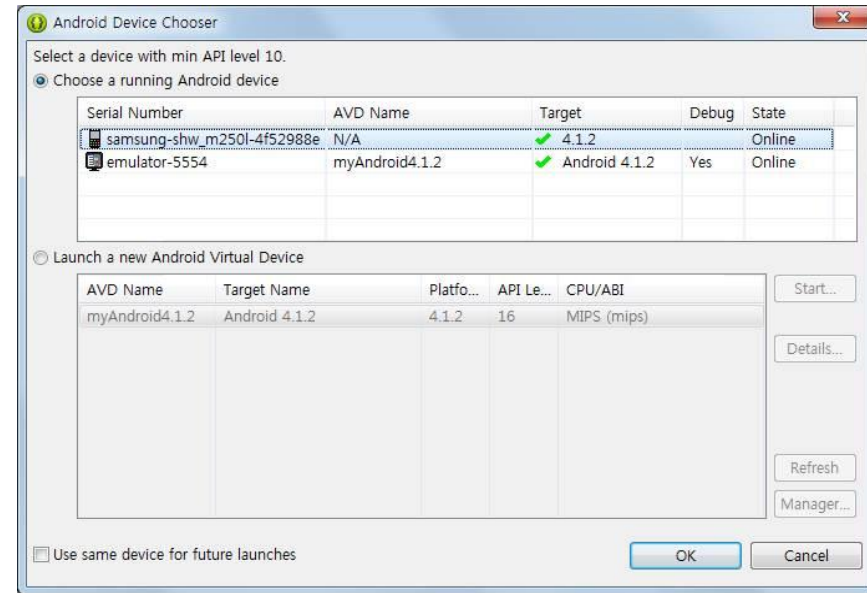 Android Device Chooser
Select a device with min API level 10.
Choose a running Android device
Serial Number AVD Name Target Debug State
samsung-shw_m250l-4f52988e N/A 4.1.2 Online
emulator-5554 myAndroid4.1.2 Android 4.1.2 Yes Online
Launch a new Android Virtual Device
AVD Name Target Name Platfo... API Le... CPU/ABI Start...
myAndroid4.1.2 Android 4.1.2 4.1.2 16 MIPS (mips)
Details...
Refresh
Manager...
Use same device for future launches OK Cancel